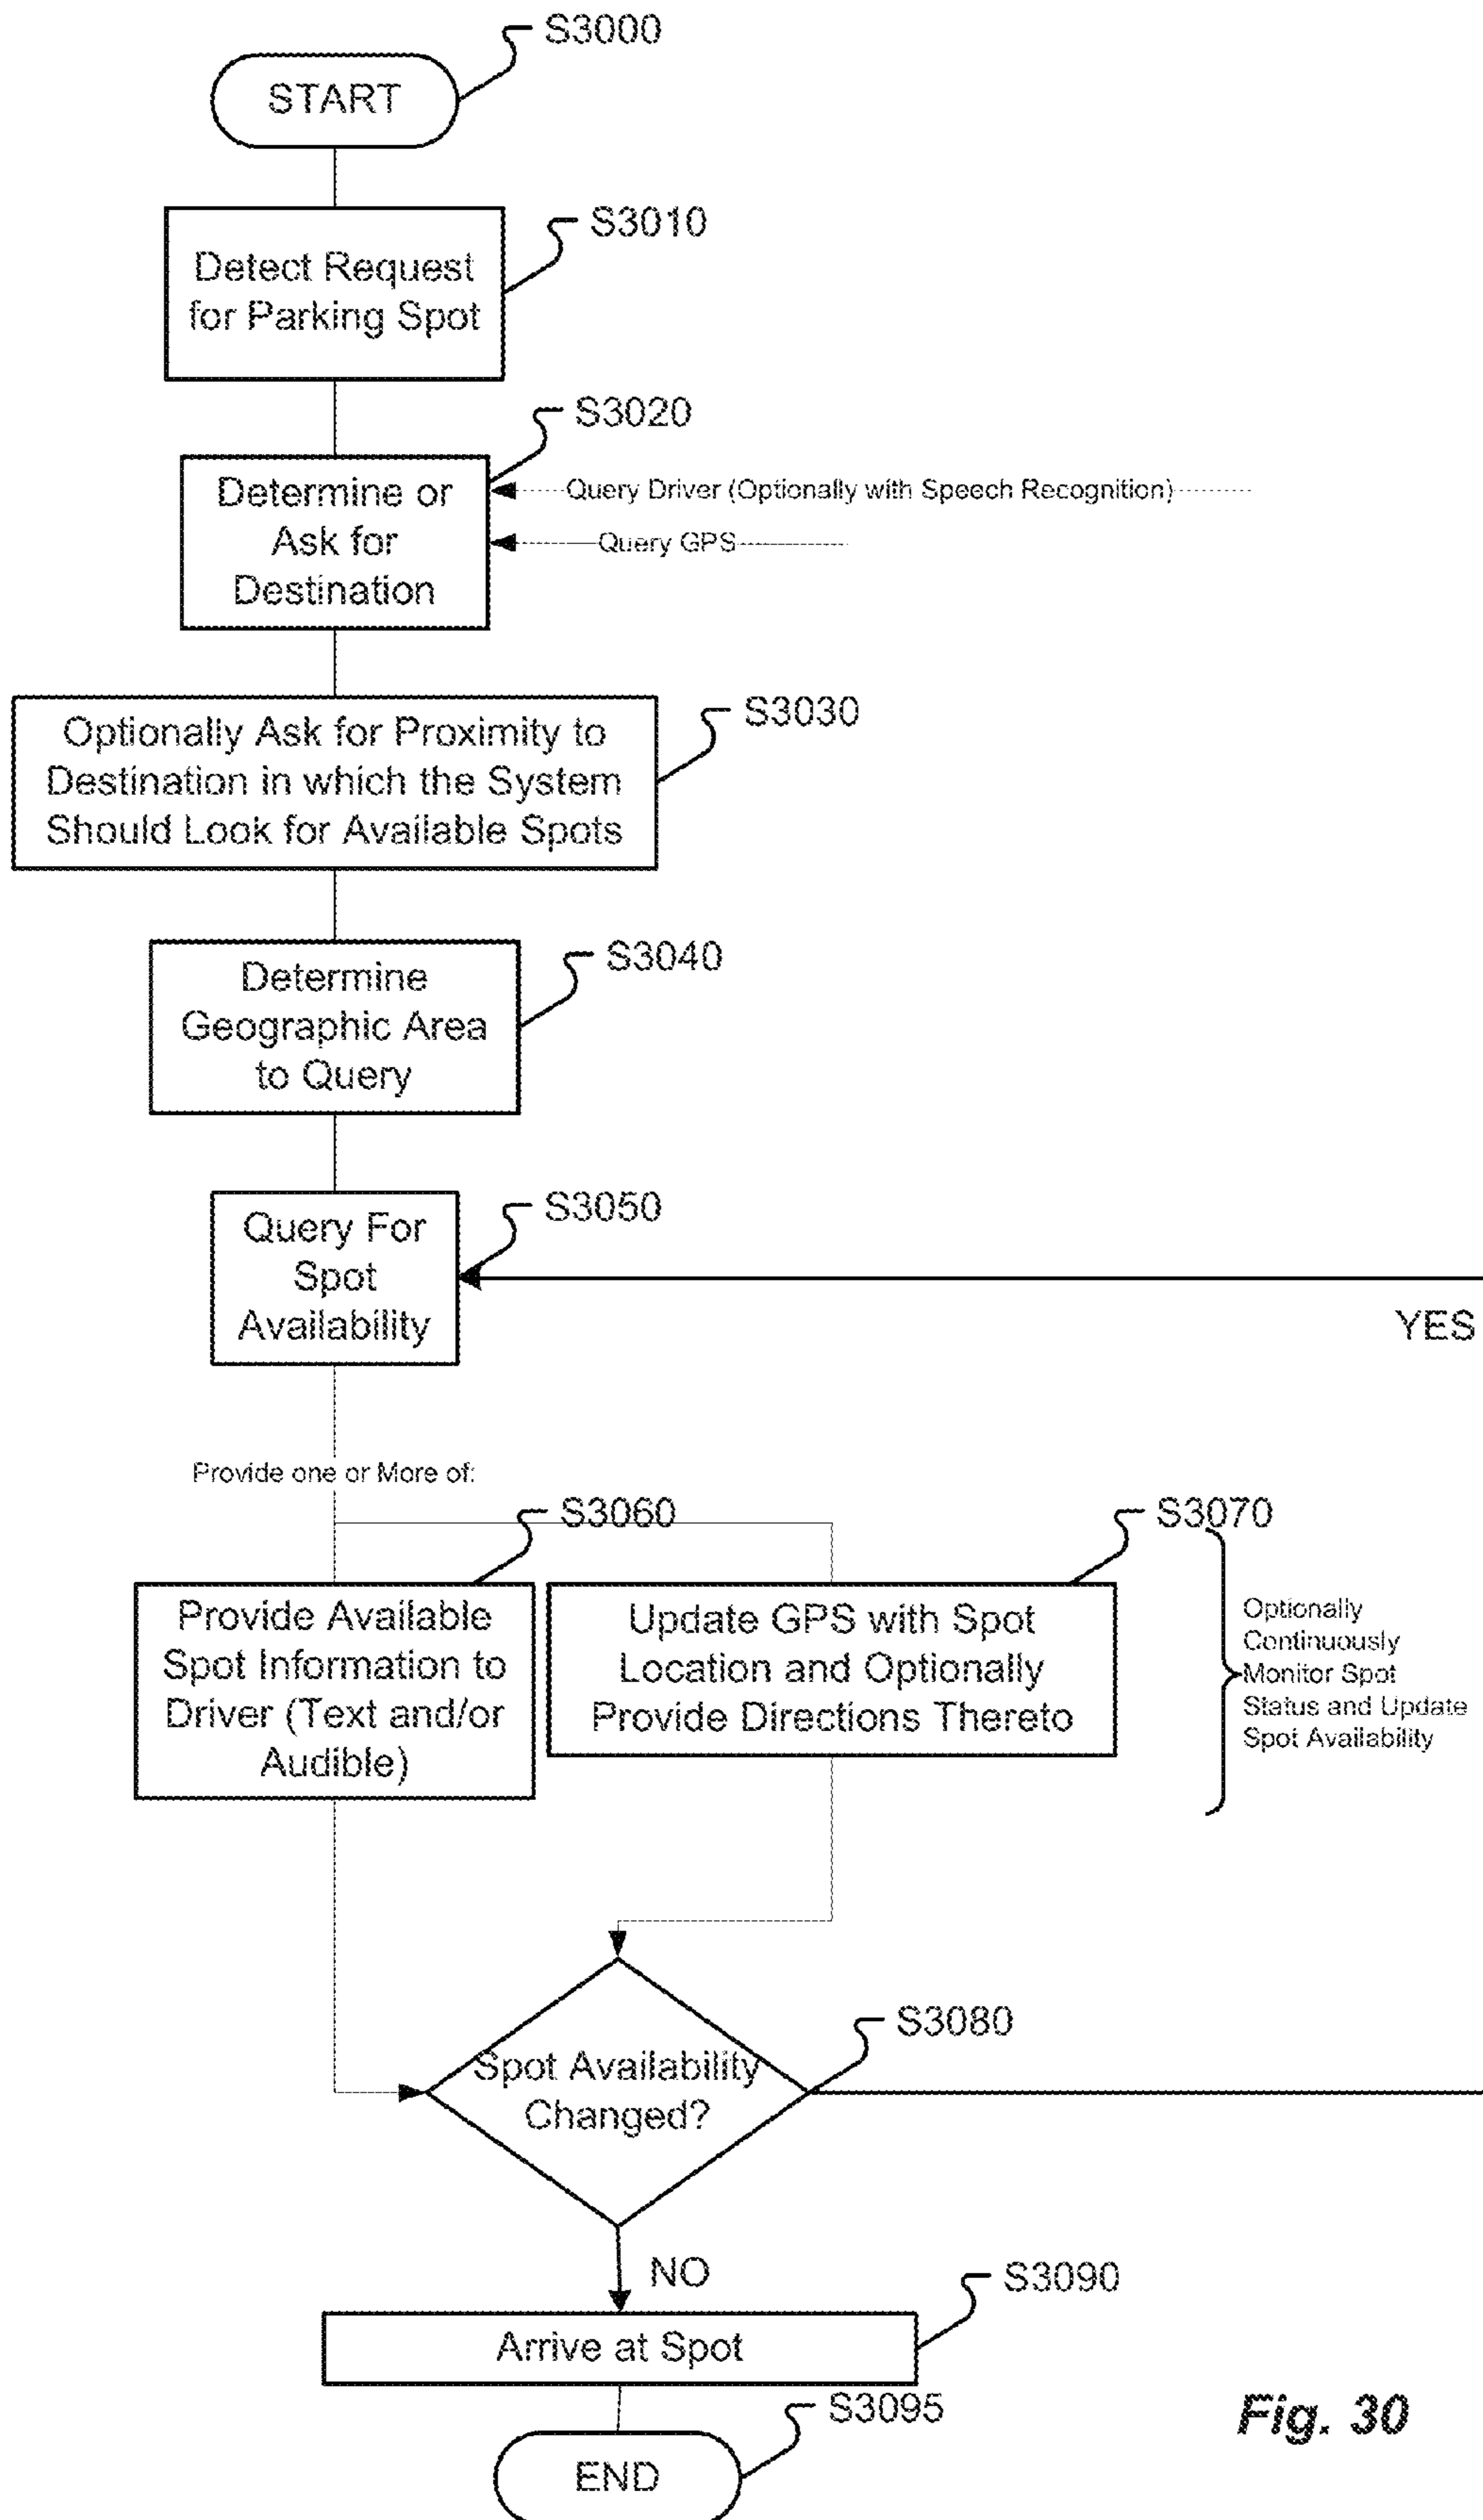 S3000
START
S3010
Detect Request
for Parking Spot
S3020
Determine or
Ask for
Destination
Query Driver (Optionally with Speech Recognition)
Query GPS
S3030
Optionally Ask for Proximity to
Destination in which the System
Should Look for Available Spots
S3040
Determine
Geographic Area
to Query
S3050
Query For
Spot
Availability
YES
Provide one or More of:
S3060
Provide Available
Spot Information to
Driver (Text and/or
Audible)
S3070
Update GPS with Spot
Location and Optionally
Provide Directions Thereto
Optionally
Continuously
Monitor Spot
Status and Update
Spot Availability
S3080
Spot Availability
Changed?
NO
S3090
Arrive at Spot
S3095
END
Fig. 30